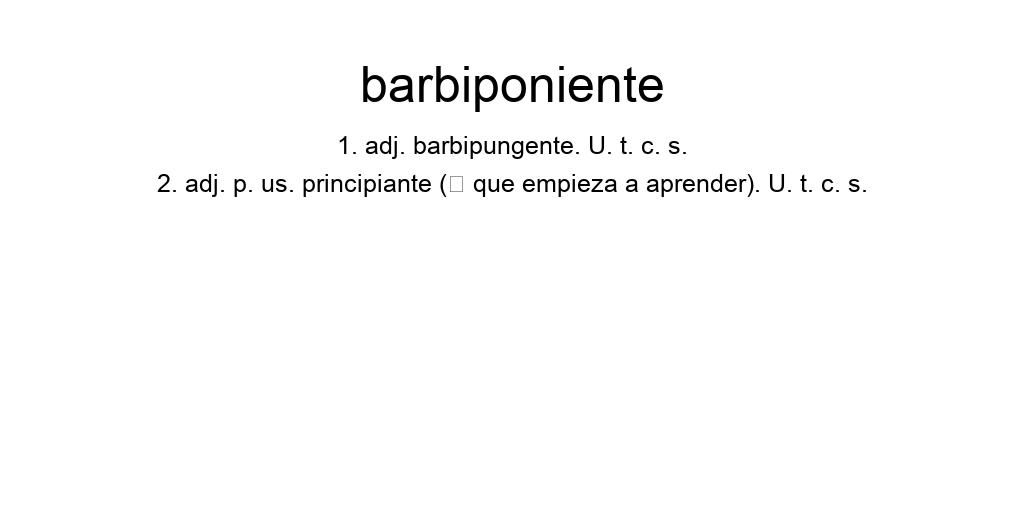 barbiponiente
1. adj. barbipungente. U. t. c. s.
2. adj. p. us. principiante (‖ que empieza a aprender). U. t. c. s.